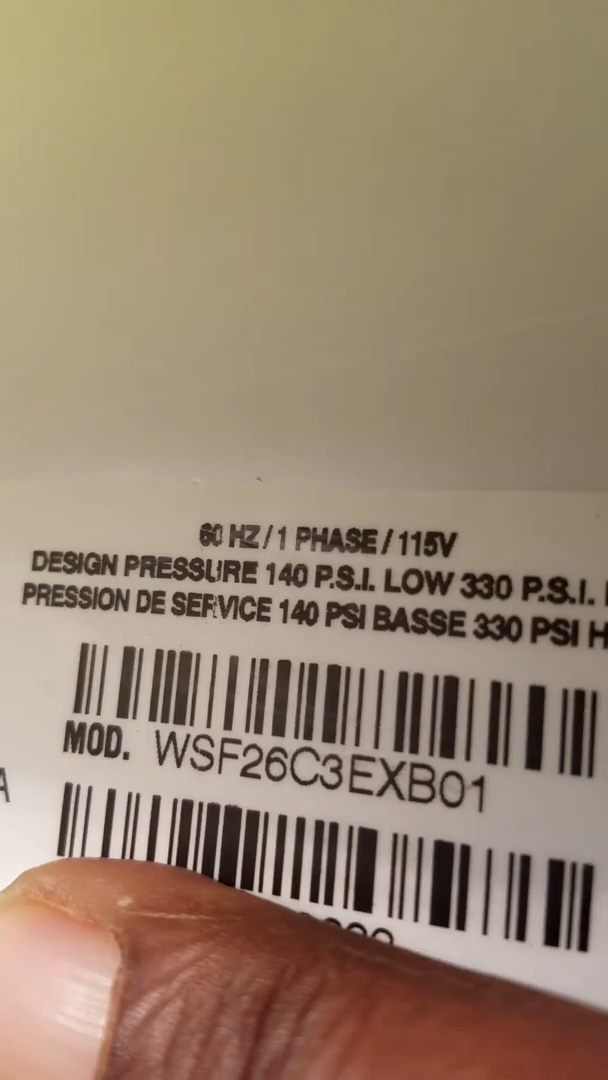 60 HZ / 1 PHASE / 115V
DESIGN PRESSURE 140 P.S.I. LOW 330 P.S.I.
PRESSION DE SERVICE 140 PSI BASSE 330 PSI H
MOD. WSF26C3EXB01
A